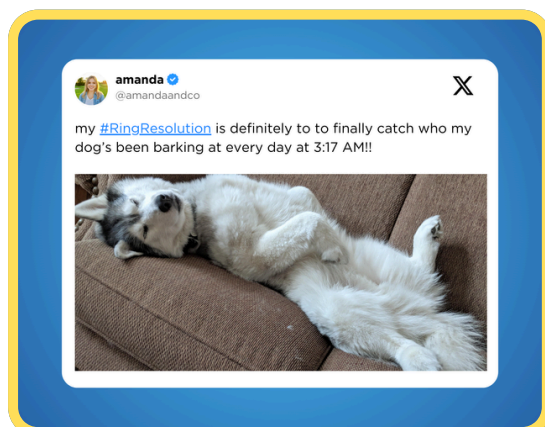 amanda
@amandaandco
my #RingResolution is definitely to to finally catch who my
dog's been barking at every day at 3:17 AM!!